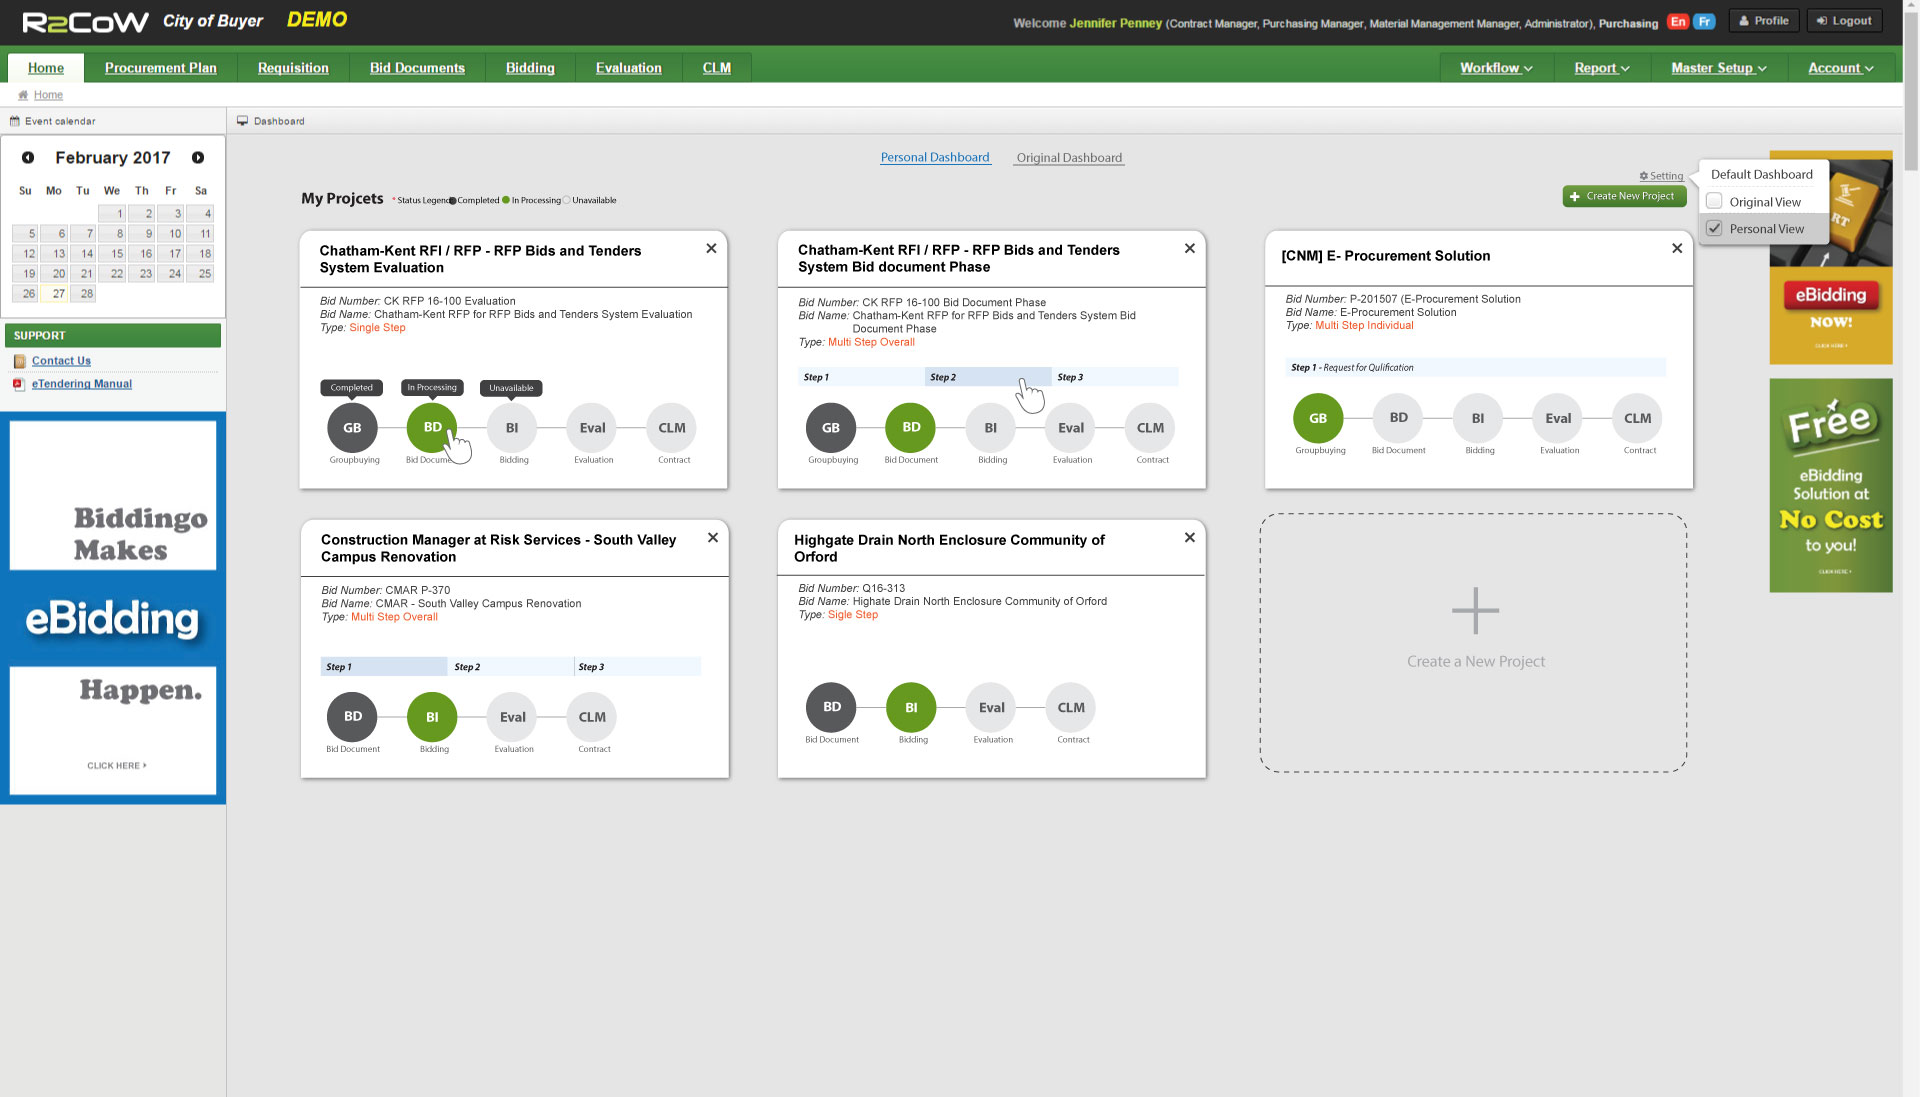 R2CoW City of Buyer DEMO
Welcome Jennifer Penney (Contract Manager, Purchasing Manager, Material Management Manager, Administrator), Purchasing En Fr Profile Logout
Home Procurement Plan Requisition Bid Documents Bidding Evaluation CLM Workflow Report Master Setup Account
Home
Event calendar
Dashboard
February 2017
Su Mo Tu We Th Fr Sa
1 2 3 4
5 6 7 8 9 10 11
12 13 14 15 16 17 18
19 20 21 22 23 24 25
26 27 28
SUPPORT
Contact Us
eTendering Manual
Biddingo
Makes
eBidding
Happen.
CLICK HERE
Personal Dashboard Original Dashboard
Setting
My Projcets * Status Legend Completed In Processing Unavailable
Create New Project
Default Dashboard
Original View
Personal View
Chatham-Kent RFI / RFP - RFP Bids and Tenders
System Evaluation
Bid Number: CK RFP 16-100 Evaluation
Bid Name: Chatham-Kent RFP for RFP Bids and Tenders System Evaluation
Type: Single Step
Completed In Processing Unavailable
GB BD BI Eval CLM
Groupbuying Bid Docume Bidding Evaluation Contract
Chatham-Kent RFI / RFP - RFP Bids and Tenders
System Bid document Phase
Bid Number: CK RFP 16-100 Bid Document Phase
Bid Name: Chatham-Kent RFP for RFP Bids and Tenders System Bid
Document Phase
Type: Multi Step Overall
Step 1 Step 2 Step 3
GB BD BI Eval CLM
Groupbuying Bid Document Bidding Evaluation Contract
[CNM] E- Procurement Solution
Bid Number: P-201507 (E-Procurement Solution
Bid Name: E-Procurement Solution
Type: Multi Step Individual
Step 1 - Request for Qulification
GB BD BI Eval CLM
Groupbuying Bid Document Bidding Evaluation Contract
Construction Manager at Risk Services - South Valley
Campus Renovation
Bid Number: CMAR P-370
Bid Name: CMAR - South Valley Campus Renovation
Type: Multi Step Overall
Step 1 Step 2 Step 3
BD BI Eval CLM
Bid Document Bidding Evaluation Contract
Highgate Drain North Enclosure Community of
Orford
Bid Number: Q16-313
Bid Name: Highate Drain North Enclosure Community of Orford
Type: Sigle Step
BD BI Eval CLM
Bid Document Bidding Evaluation Contract
Create a New Project
RT
eBidding
NOW!
CLICK HERE
Free
eBidding
Solution at
No Cost
to you!
CLICK HERE